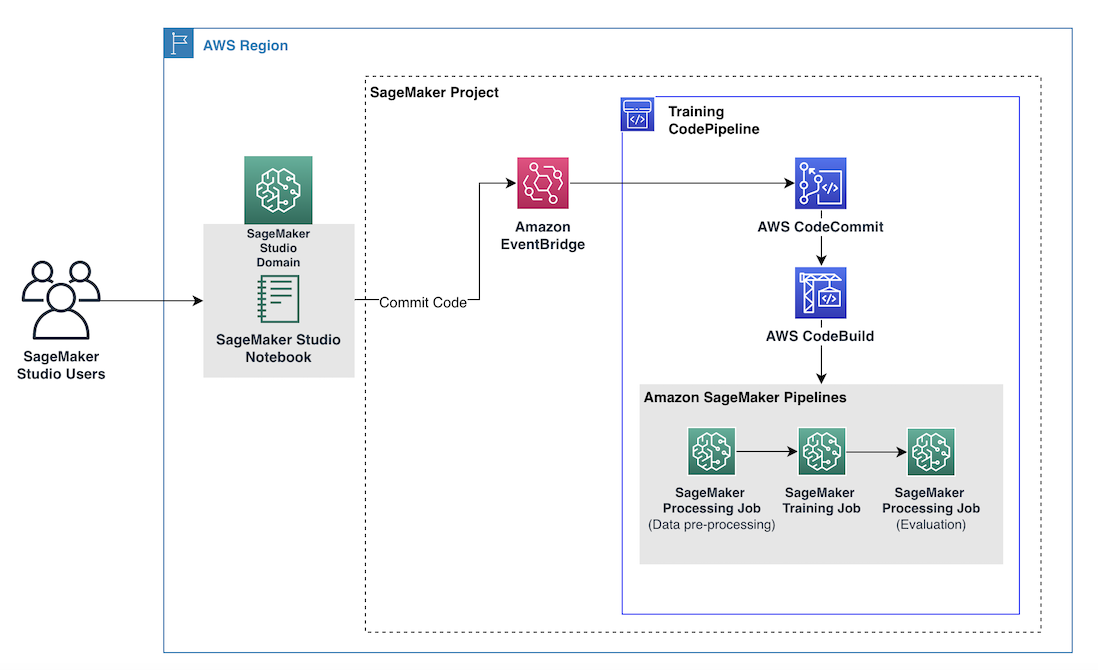 AWS Region
SageMaker Project
Training
CodePipeline
SageMaker
Studio
Domain
SageMaker Studio
Notebook
SageMaker
Studio Users
Commit Code
Amazon
EventBridge
AWS CodeCommit
AWS CodeBuild
Amazon SageMaker Pipelines
SageMaker
Processing Job
(Data pre-processing)
SageMaker
Training Job
SageMaker
Processing Job
(Evaluation)